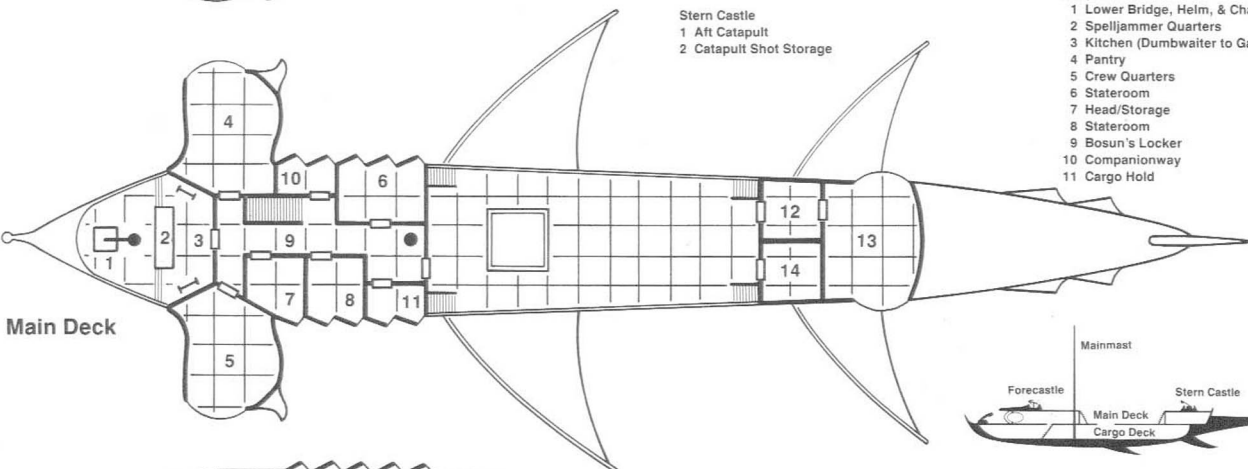 Stern Castle
1 Aft Catapult
2 Catapult Shot Storage
1 Lower Bridge, Helm, &
2 Spelljammer Quarters
3 Kitchen (Dumbwaiter to
4 Pantry
5 Crew Quarters
6 Stateroom
7 Head/Storage
8 Stateroom
9 Bosun's Locker
10 Companionway
11 Cargo Hold
4
10
6
12
1
2
3
9
13
14
7
8
11
5
Main Deck
Mainmast
Forecastle
Stern Castle
Main Deck
Cargo Deck